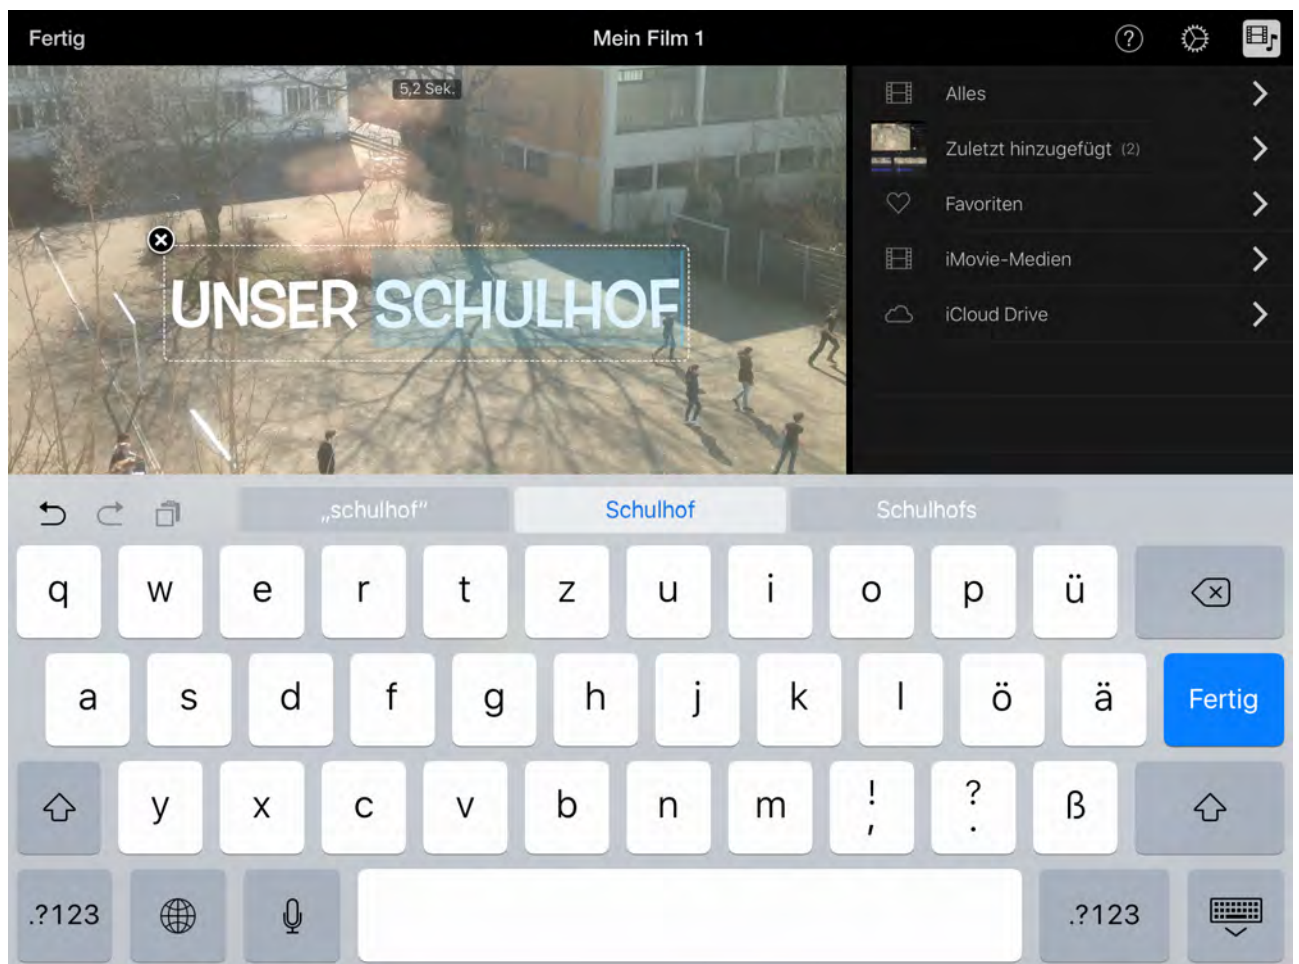 Fertig
Mein Film 1
?
5,2 Sek.
UNSER SCHULHOF
Alles
Zuletzt hinzugefügt (2)
Favoriten
iMovie-Medien
iCloud Drive
„schulhof“
Schulhof
Schulhofs
q w e r t z u i o p ü
a s d f g h j k l ö ä Fertig
y x c v b n m ! , ? . ß
.?123 .?123